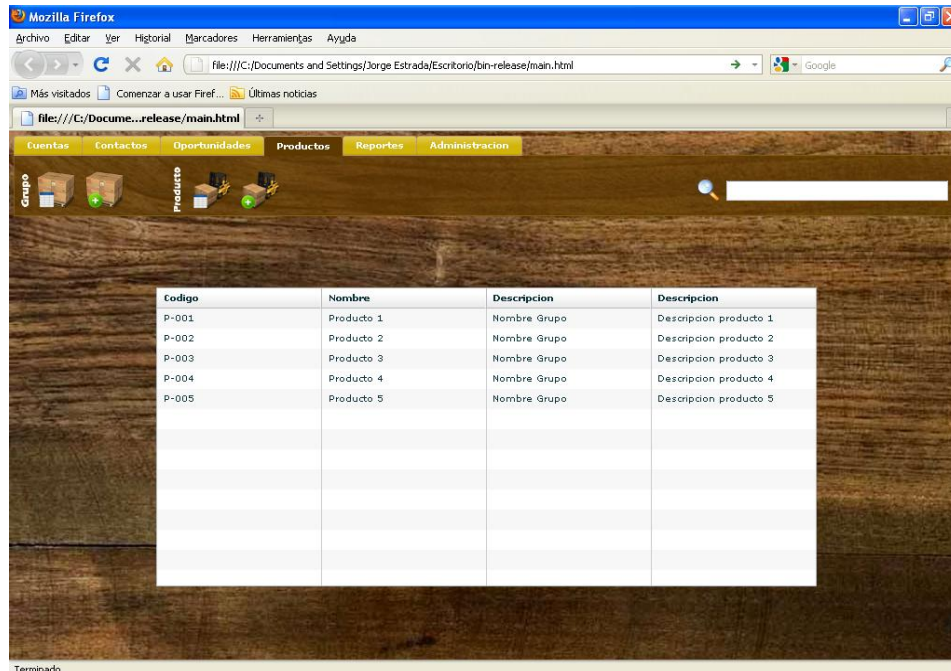 Mozilla Firefox
Archivo Editar Ver Historial Marcadores Herramientas Ayuda
file:///C:/Documents and Settings/Jorge Estrada/Escritorio/bin-release/main.html Google
Más visitados Comenzar a usar Firef... Últimas noticias
file:///C:/Docume...release/main.html
Cuentas Contactos Oportunidades Productos Reportes Administracion
Grupo Producto
Codigo Nombre Descripcion Descripcion
P-001 Producto 1 Nombre Grupo Descripcion producto 1
P-002 Producto 2 Nombre Grupo Descripcion producto 2
P-003 Producto 3 Nombre Grupo Descripcion producto 3
P-004 Producto 4 Nombre Grupo Descripcion producto 4
P-005 Producto 5 Nombre Grupo Descripcion producto 5
Terminado